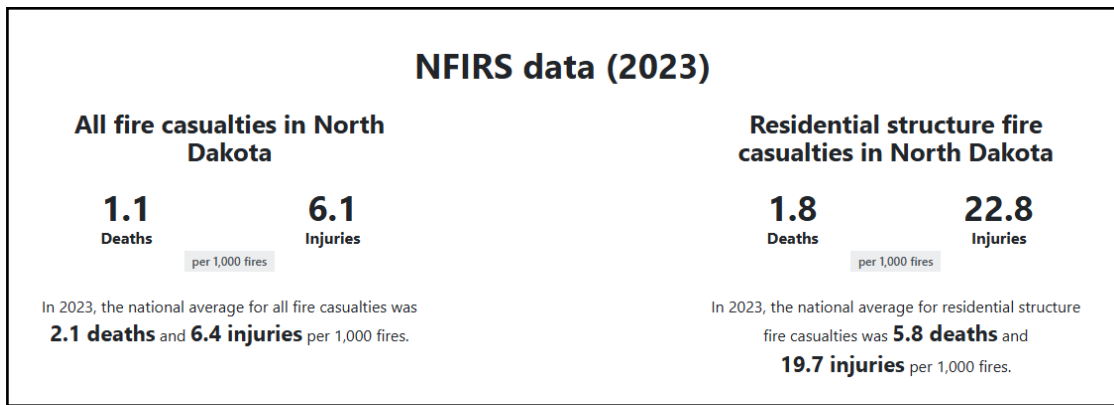 NFIRS data (2023)
All fire casualties in North
Dakota
1.1
Deaths
6.1
Injuries
per 1,000 fires
In 2023, the national average for all fire casualties was
2.1 deaths and 6.4 injuries per 1,000 fires.
Residential structure fire
casualties in North Dakota
1.8
Deaths
22.8
Injuries
per 1,000 fires
In 2023, the national average for residential structure
fire casualties was 5.8 deaths and
19.7 injuries per 1,000 fires.